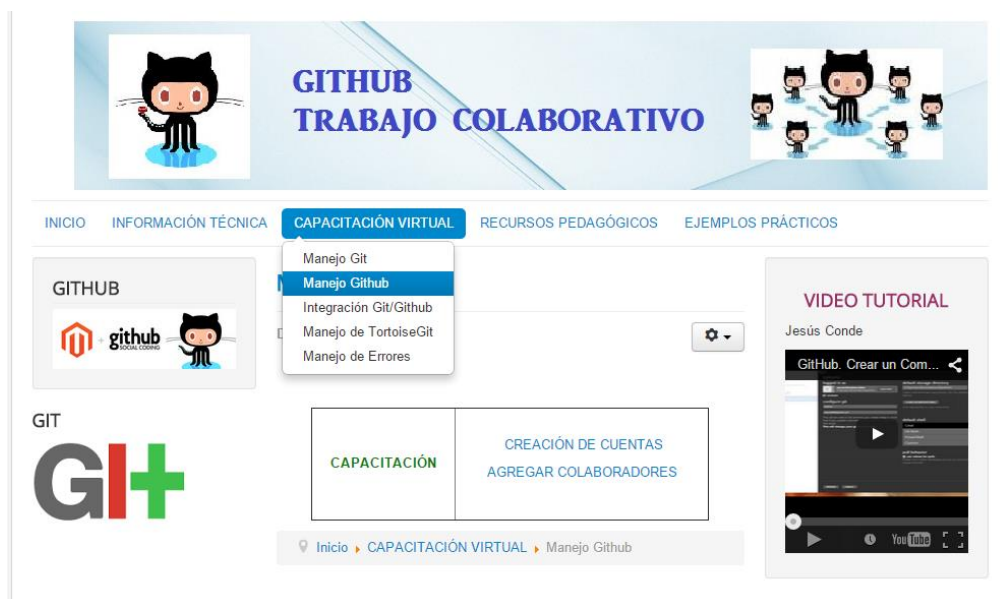 GITHUB
TRABAJO COLABORATIVO
INICIO
INFORMACIÓN TÉCNICA
CAPACITACIÓN VIRTUAL
RECURSOS PEDAGÓGICOS
EJEMPLOS PRÁCTICOS
Manejo Git
Manejo Github
Integración Git/Github
Manejo de TortoiseGit
Manejo de Errores
GITHUB
github
SOCIAL CODING
GIT
GIt
CAPACITACIÓN
CREACIÓN DE CUENTAS
AGREGAR COLABORADORES
Inicio CAPACITACIÓN VIRTUAL Manejo Github
VIDEO TUTORIAL
Jesús Conde
GitHub. Crear un Com...
YouTube